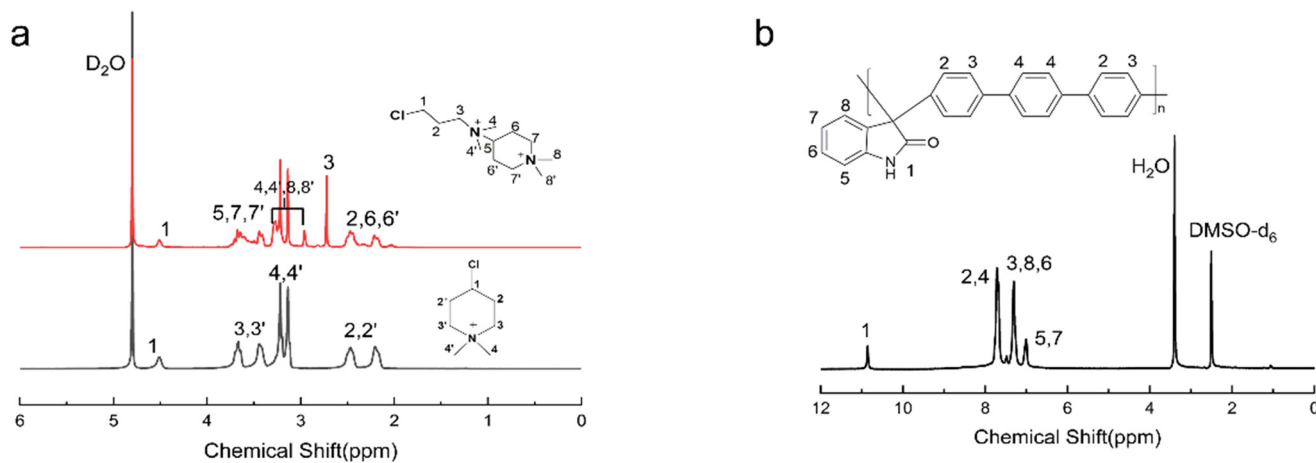 a
D₂O
1
Cl
2
3
4
N+
4'
5
6
6'
7
7'
N+
8
8'
3
4,4',8,8'
5,7,7'
2,6,6'
1
4,4'
Cl
1
2'
2
3'
3
N+
4'
4
3,3'
2,2'
1
6 5 4 3 2 1 0
Chemical Shift(ppm)
b
2 3 4 4 2 3
n
8
7
6
5
O
NH
1
H₂O
DMSO-d₆
3,8,6
2,4
5,7
1
12 10 8 6 4 2 0
Chemical Shift(ppm)